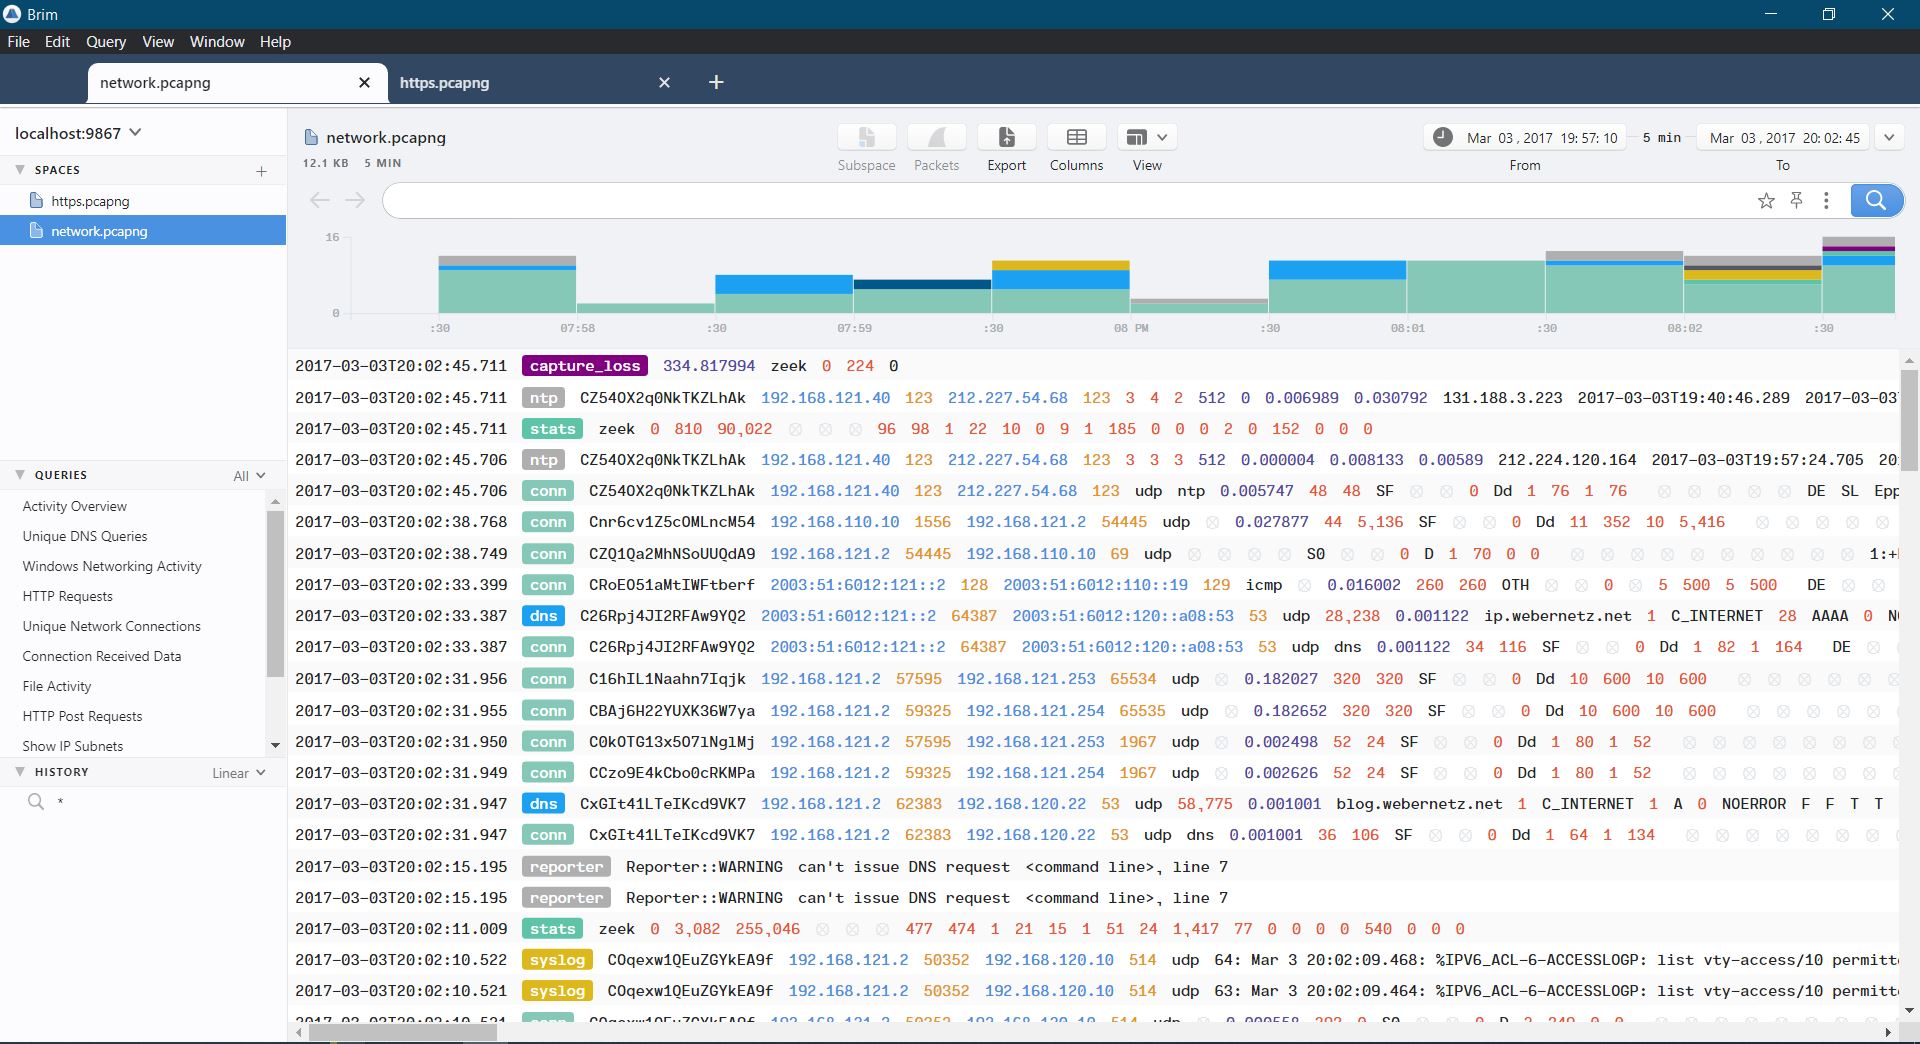 Brim
File Edit Query View Window Help
network.pcapng https.pcapng
localhost:9867
SPACES
https.pcapng
network.pcapng
QUERIES All
Activity Overview
Unique DNS Queries
Windows Networking Activity
HTTP Requests
Unique Network Connections
Connection Received Data
File Activity
HTTP Post Requests
Show IP Subnets
HISTORY Linear
*
network.pcapng
12.1 KB 5 MIN
Subspace Packets Export Columns View
Mar 03, 2017 19:57:10 5 min Mar 03, 2017 20:02:45
From To
16
0
:30 07:58 :30 07:59 :30 08 PM :30 08:01 :30 08:02 :30
2017-03-03T20:02:45.711 capture_loss 334.817994 zeek 0 224 0
2017-03-03T20:02:45.711 ntp CZ54OX2q0NkTKZLhAk 192.168.121.40 123 212.227.54.68 123 3 4 2 512 0 0.006989 0.030792 131.188.3.223 2017-03-03T19:40:46.289 2017-03-03
2017-03-03T20:02:45.711 stats zeek 0 810 90,022 96 98 1 22 10 0 9 1 185 0 0 0 2 0 152 0 0 0
2017-03-03T20:02:45.706 ntp CZ54OX2q0NkTKZLhAk 192.168.121.40 123 212.227.54.68 123 3 3 3 512 0.000004 0.008133 0.00589 212.224.120.164 2017-03-03T19:57:24.705 20
2017-03-03T20:02:45.706 conn CZ54OX2q0NkTKZLhAk 192.168.121.40 123 212.227.54.68 123 udp ntp 0.005747 48 48 SF 0 Dd 1 76 1 76 DE SL Epp
2017-03-03T20:02:38.768 conn Cnr6cv1Z5cOMLncM54 192.168.110.10 1556 192.168.121.2 54445 udp 0.027877 44 5,136 SF 0 Dd 11 352 10 5,416
2017-03-03T20:02:38.749 conn CZQ1Qa2MhNSoUUQdA9 192.168.121.2 54445 192.168.110.10 69 udp S0 0 D 1 70 0 0 1:+
2017-03-03T20:02:33.399 conn CRoEO51aMtIWFtberf 2003:51:6012:121::2 128 2003:51:6012:110::19 129 icmp 0.016002 260 260 OTH 0 5 500 5 500 DE
2017-03-03T20:02:33.387 dns C26Rpj4JI2RFAw9YQ2 2003:51:6012:121::2 64387 2003:51:6012:120::a08:53 53 udp 28,238 0.001122 ip.webernetz.net 1 C_INTERNET 28 AAAA 0
2017-03-03T20:02:33.387 conn C26Rpj4JI2RFAw9YQ2 2003:51:6012:121::2 64387 2003:51:6012:120::a08:53 53 udp dns 0.001122 34 116 SF 0 Dd 1 82 1 164 DE
2017-03-03T20:02:31.956 conn C16hIL1Naahn7Iqjk 192.168.121.2 57595 192.168.121.253 65534 udp 0.182027 320 320 SF 0 Dd 10 600 10 600
2017-03-03T20:02:31.955 conn CBAj6H22YUXK36W7ya 192.168.121.2 59325 192.168.121.254 65535 udp 0.182652 320 320 SF 0 Dd 10 600 10 600
2017-03-03T20:02:31.950 conn C0kOTG13x5O7lNglMj 192.168.121.2 57595 192.168.121.253 1967 udp 0.002498 52 24 SF 0 Dd 1 80 1 52
2017-03-03T20:02:31.949 conn CCzo9E4kCbo0cRKMPa 192.168.121.2 59325 192.168.121.254 1967 udp 0.002626 52 24 SF 0 Dd 1 80 1 52
2017-03-03T20:02:31.947 dns CxGIt41LTeIKcd9VK7 192.168.121.2 62383 192.168.120.22 53 udp 58,775 0.001001 blog.webernetz.net 1 C_INTERNET 1 A 0 NOERROR F F T T
2017-03-03T20:02:31.947 conn CxGIt41LTeIKcd9VK7 192.168.121.2 62383 192.168.120.22 53 udp dns 0.001001 36 106 SF 0 Dd 1 64 1 134
2017-03-03T20:02:15.195 reporter Reporter::WARNING can't issue DNS request <command line>, line 7
2017-03-03T20:02:15.195 reporter Reporter::WARNING can't issue DNS request <command line>, line 7
2017-03-03T20:02:11.009 stats zeek 0 3,082 255,046 477 474 1 21 15 1 51 24 1,417 77 0 0 0 0 540 0 0 0
2017-03-03T20:02:10.522 syslog COqexw1QEuZGYkEA9f 192.168.121.2 50352 192.168.120.10 514 udp 64: Mar 3 20:02:09.468: %IPV6_ACL-6-ACCESSLOGP: list vty-access/10 permitt
2017-03-03T20:02:10.521 syslog COqexw1QEuZGYkEA9f 192.168.121.2 50352 192.168.120.10 514 udp 63: Mar 3 20:02:09.464: %IPV6_ACL-6-ACCESSLOGP: list vty-access/10 permitt